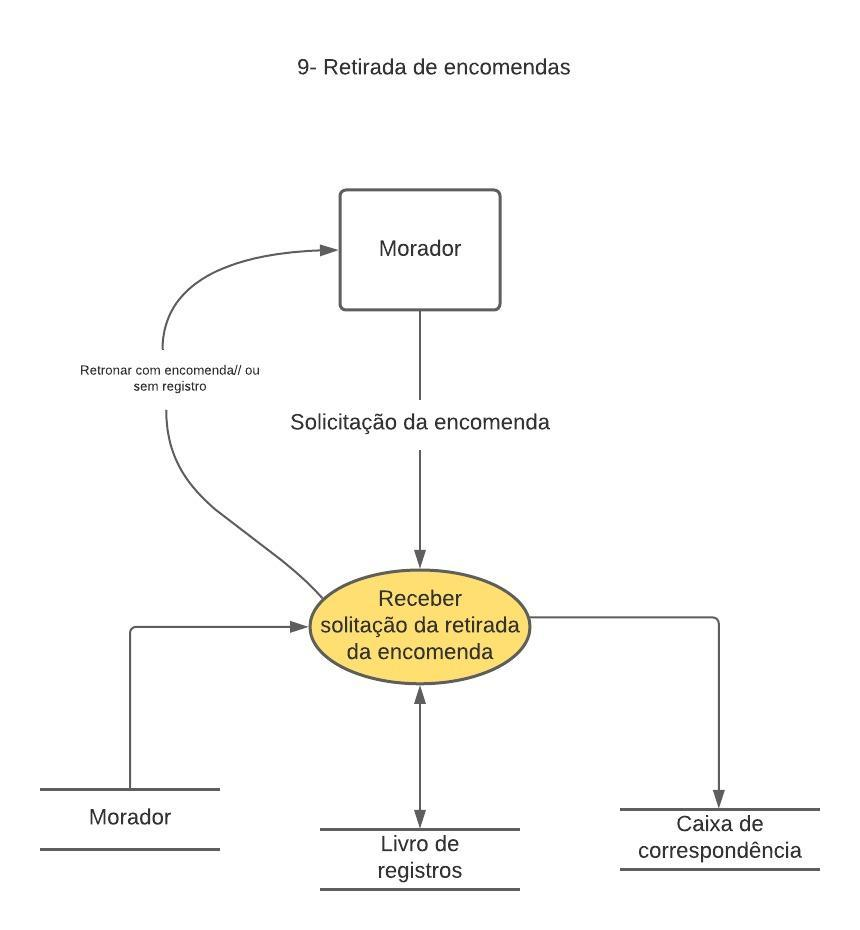 9- Retirada de encomendas
Morador
Retronar com encomenda// ou
sem registro
Solicitação da encomenda
Receber
solitação da retirada
da encomenda
Morador
Livro de
registros
Caixa de
correspondência